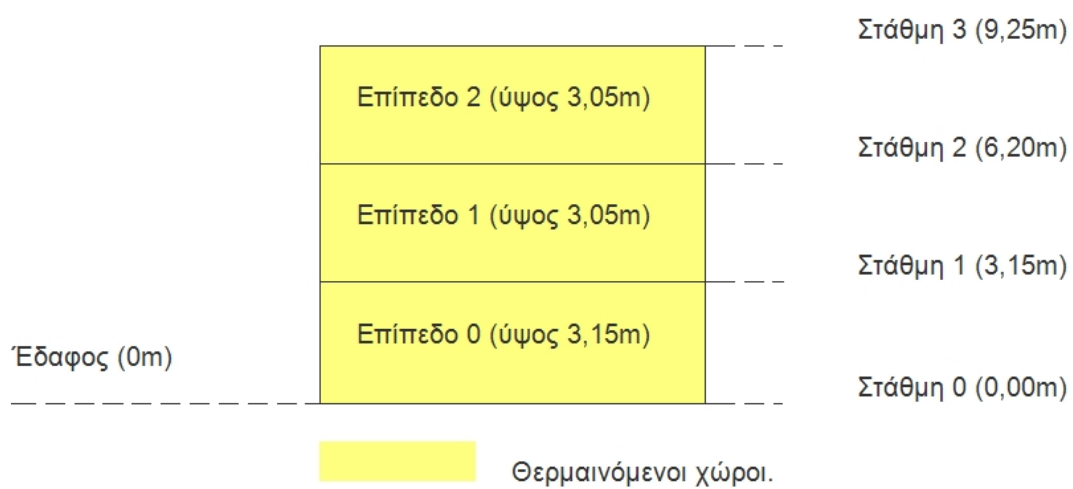 Στάθμη 3 (9,25m)
Επίπεδο 2 (ύψος 3,05m)
Στάθμη 2 (6,20m)
Επίπεδο 1 (ύψος 3,05m)
Στάθμη 1 (3,15m)
Επίπεδο 0 (ύψος 3,15m)
Έδαφος (0m)
Στάθμη 0 (0,00m)
Θερμαινόμενοι χώροι.